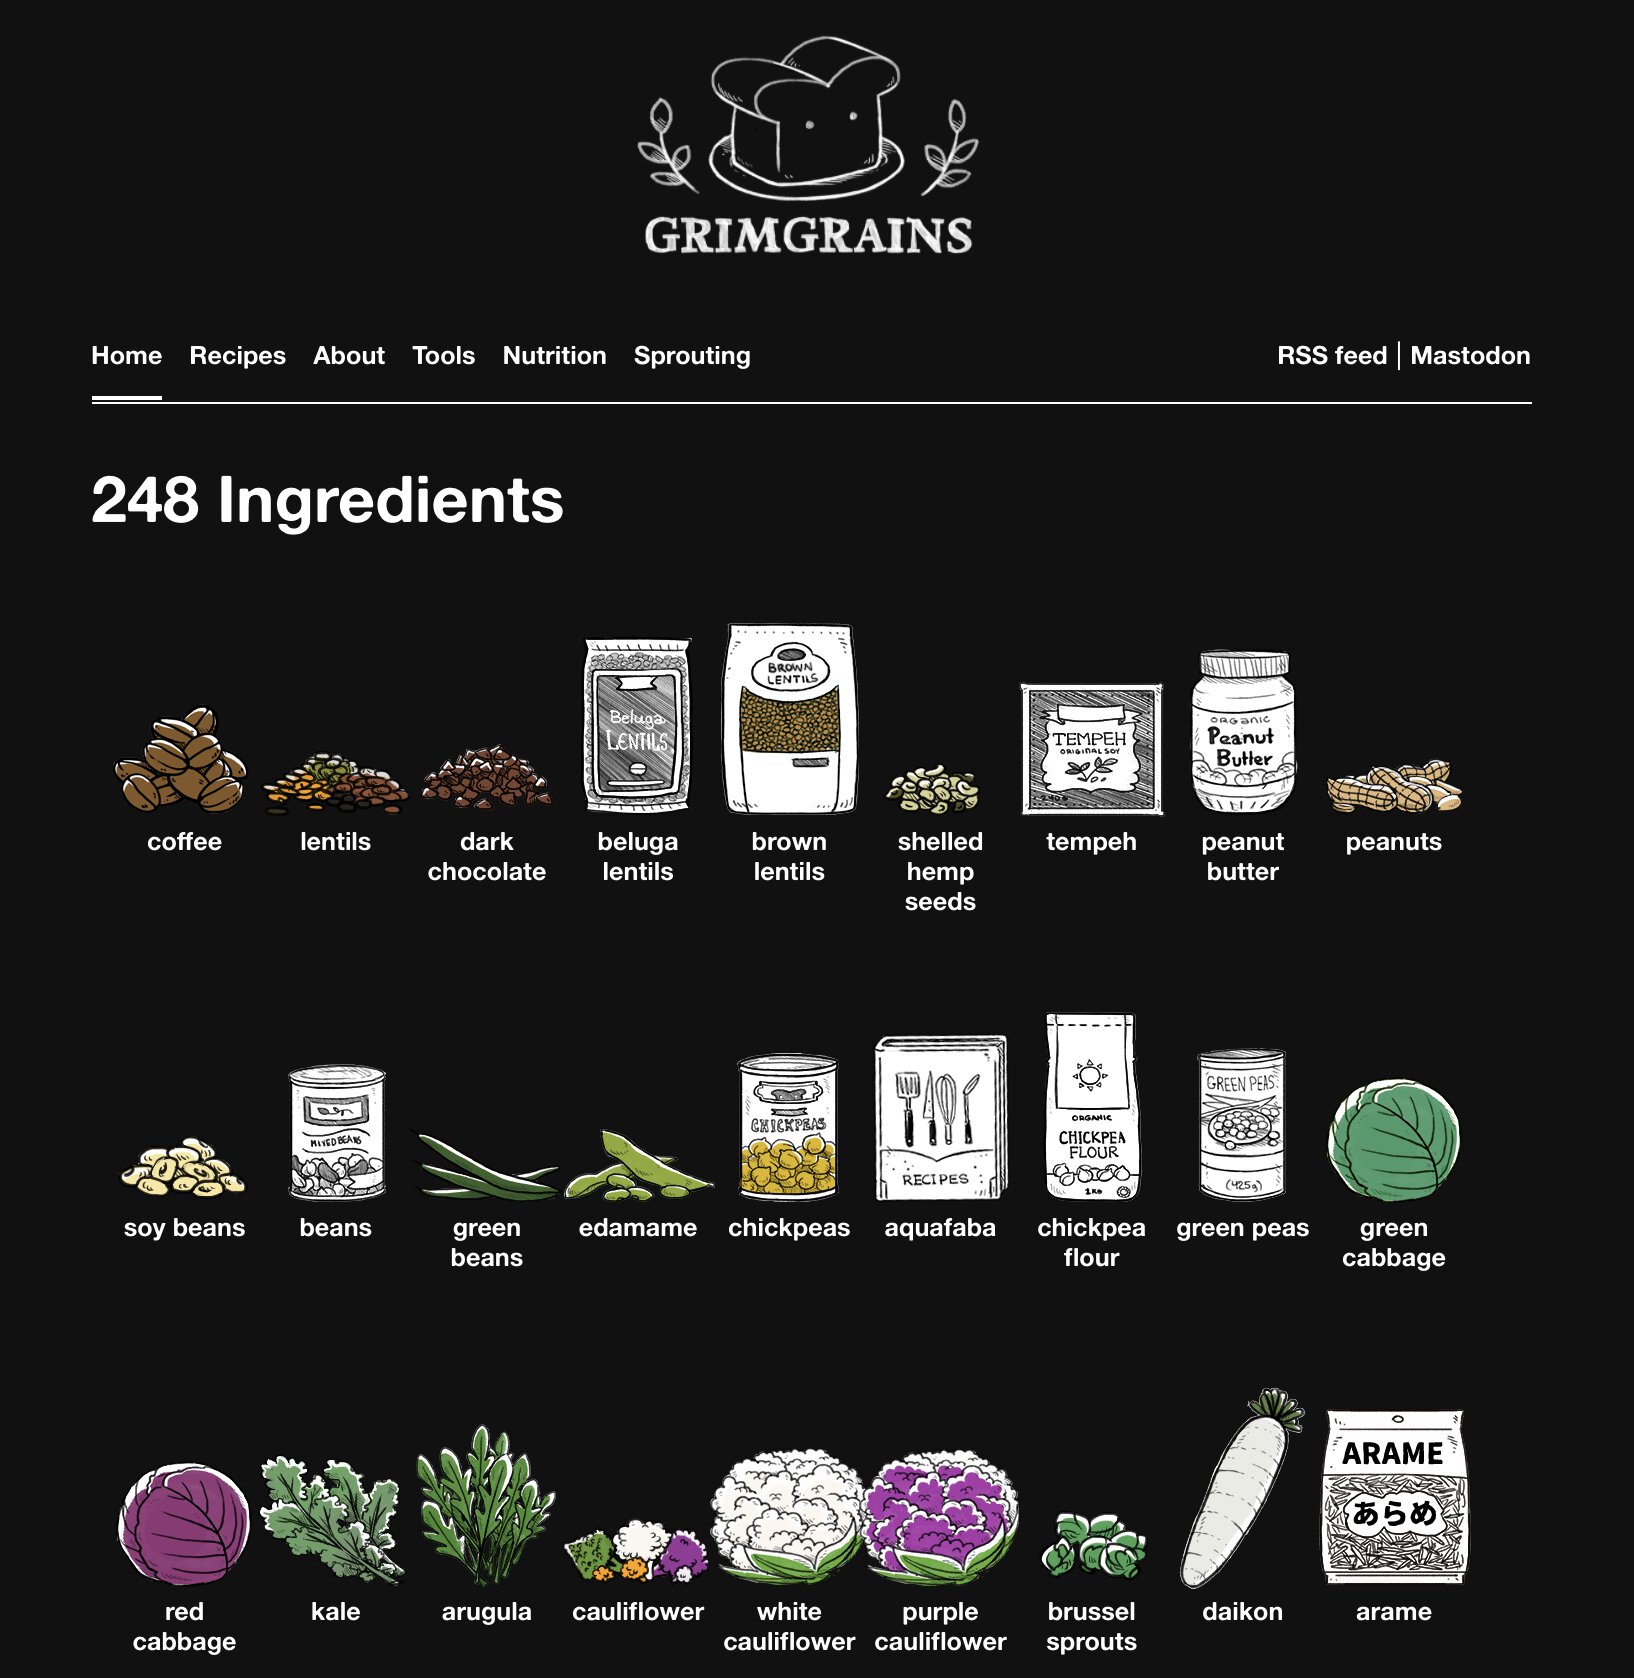 GRIMGRAINS
Home Recipes About Tools Nutrition Sprouting RSS feed | Mastodon
248 Ingredients
Beluga
LENTILS
BROWN
LENTILS
TEMPEH
ORIGINAL SOY
240g
ORGANIC
Peanut
Butter
coffee
lentils
dark
chocolate
beluga
lentils
brown
lentils
shelled
hemp
seeds
tempeh
peanut
butter
peanuts
MIXED BEANS
CHICKPEAS
RECIPES
ORGANIC
CHICKPEA
FLOUR
1KG
GREEN PEAS
(425g)
soy beans
beans
green
beans
edamame
chickpeas
aquafaba
chickpea
flour
green peas
green
cabbage
ARAME
あらめ
red
cabbage
kale
arugula
cauliflower
white
cauliflower
purple
cauliflower
brussel
sprouts
daikon
arame